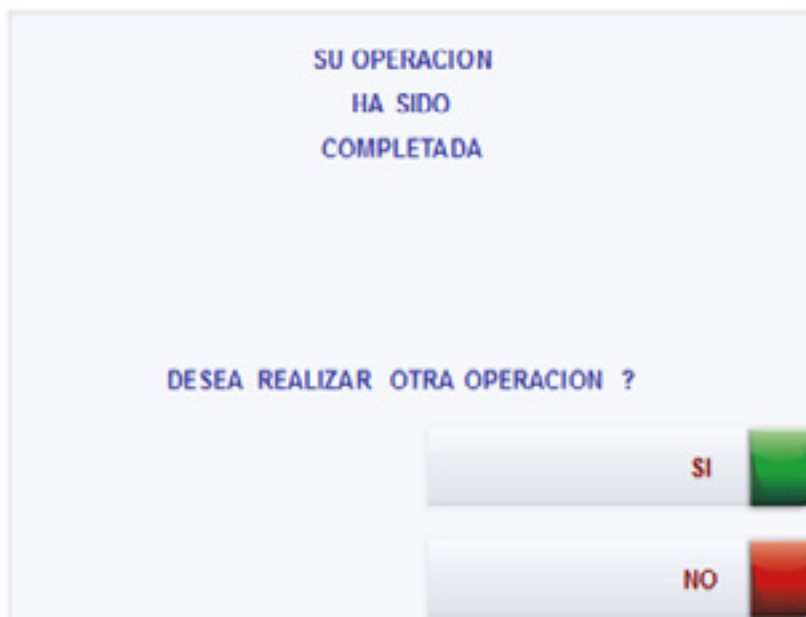 SU OPERACION
HA SIDO
COMPLETADA
DESEA REALIZAR OTRA OPERACION ?
SI
NO